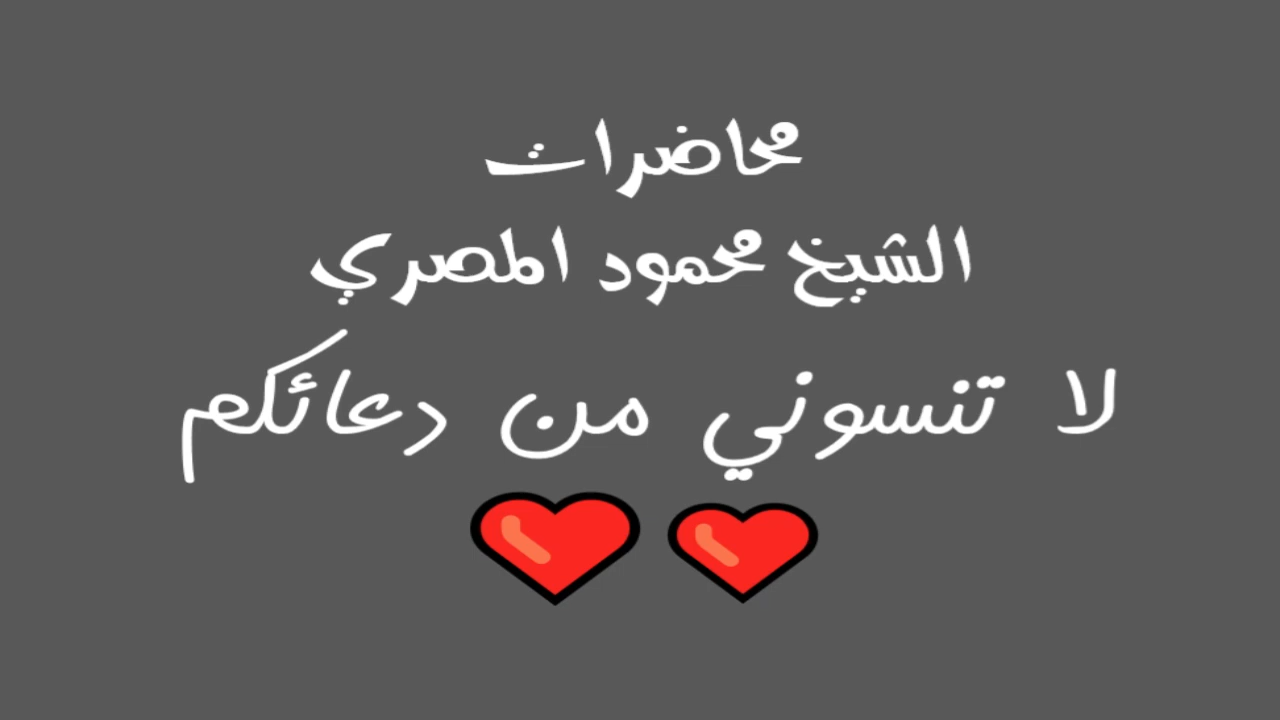 محاضرات
الشيخ محمود المصري
لا تنسوني من دعائكم